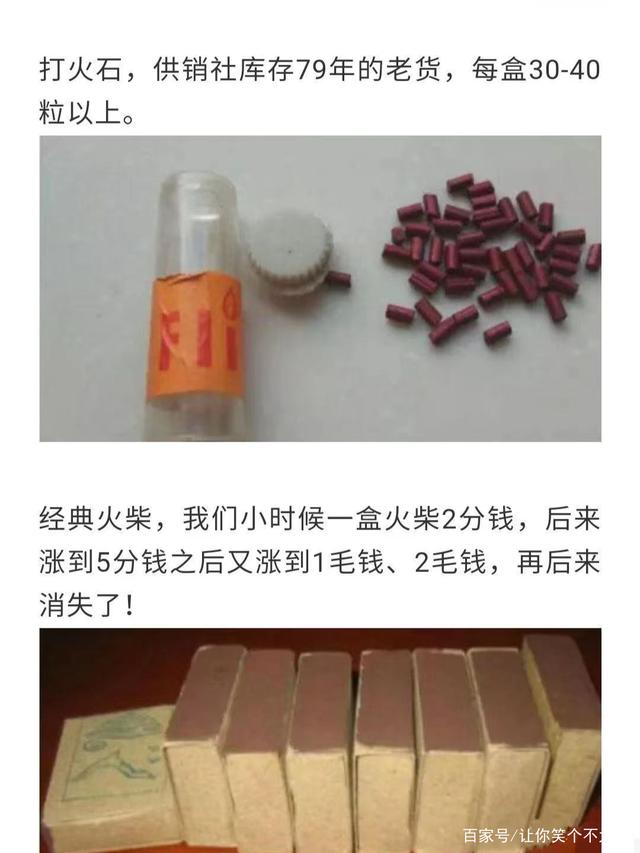 打火石，供销社库存79年的老货，每盒30-40
粒以上。
Fli
经典火柴，我们小时候一盒火柴2分钱，后来
涨到5分钱之后又涨到1毛钱、2毛钱，再后来
消失了！
百家号/让你笑个不